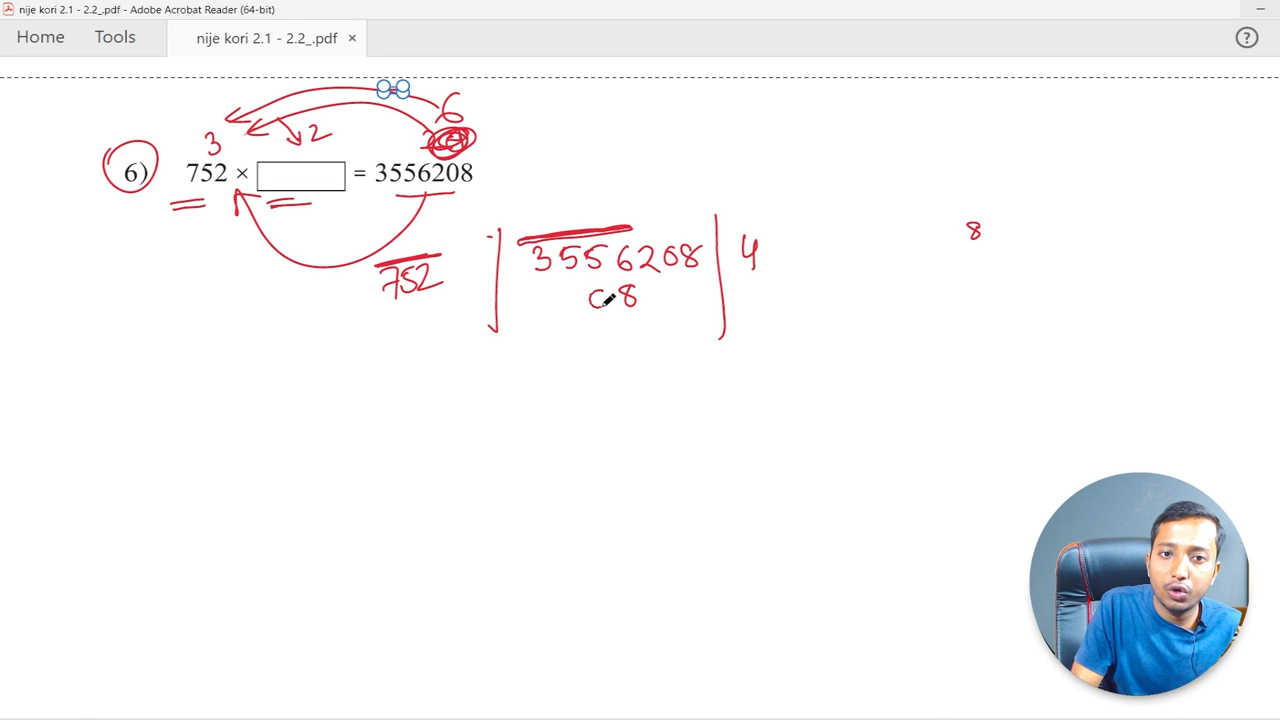 nije kori 2.1 - 2.2_.pdf - Adobe Acrobat Reader (64-bit)
Home Tools nije kori 2.1 - 2.2_.pdf × ?
6
3 2
6) 752 × = 3556208
752 3556208 4
8
8